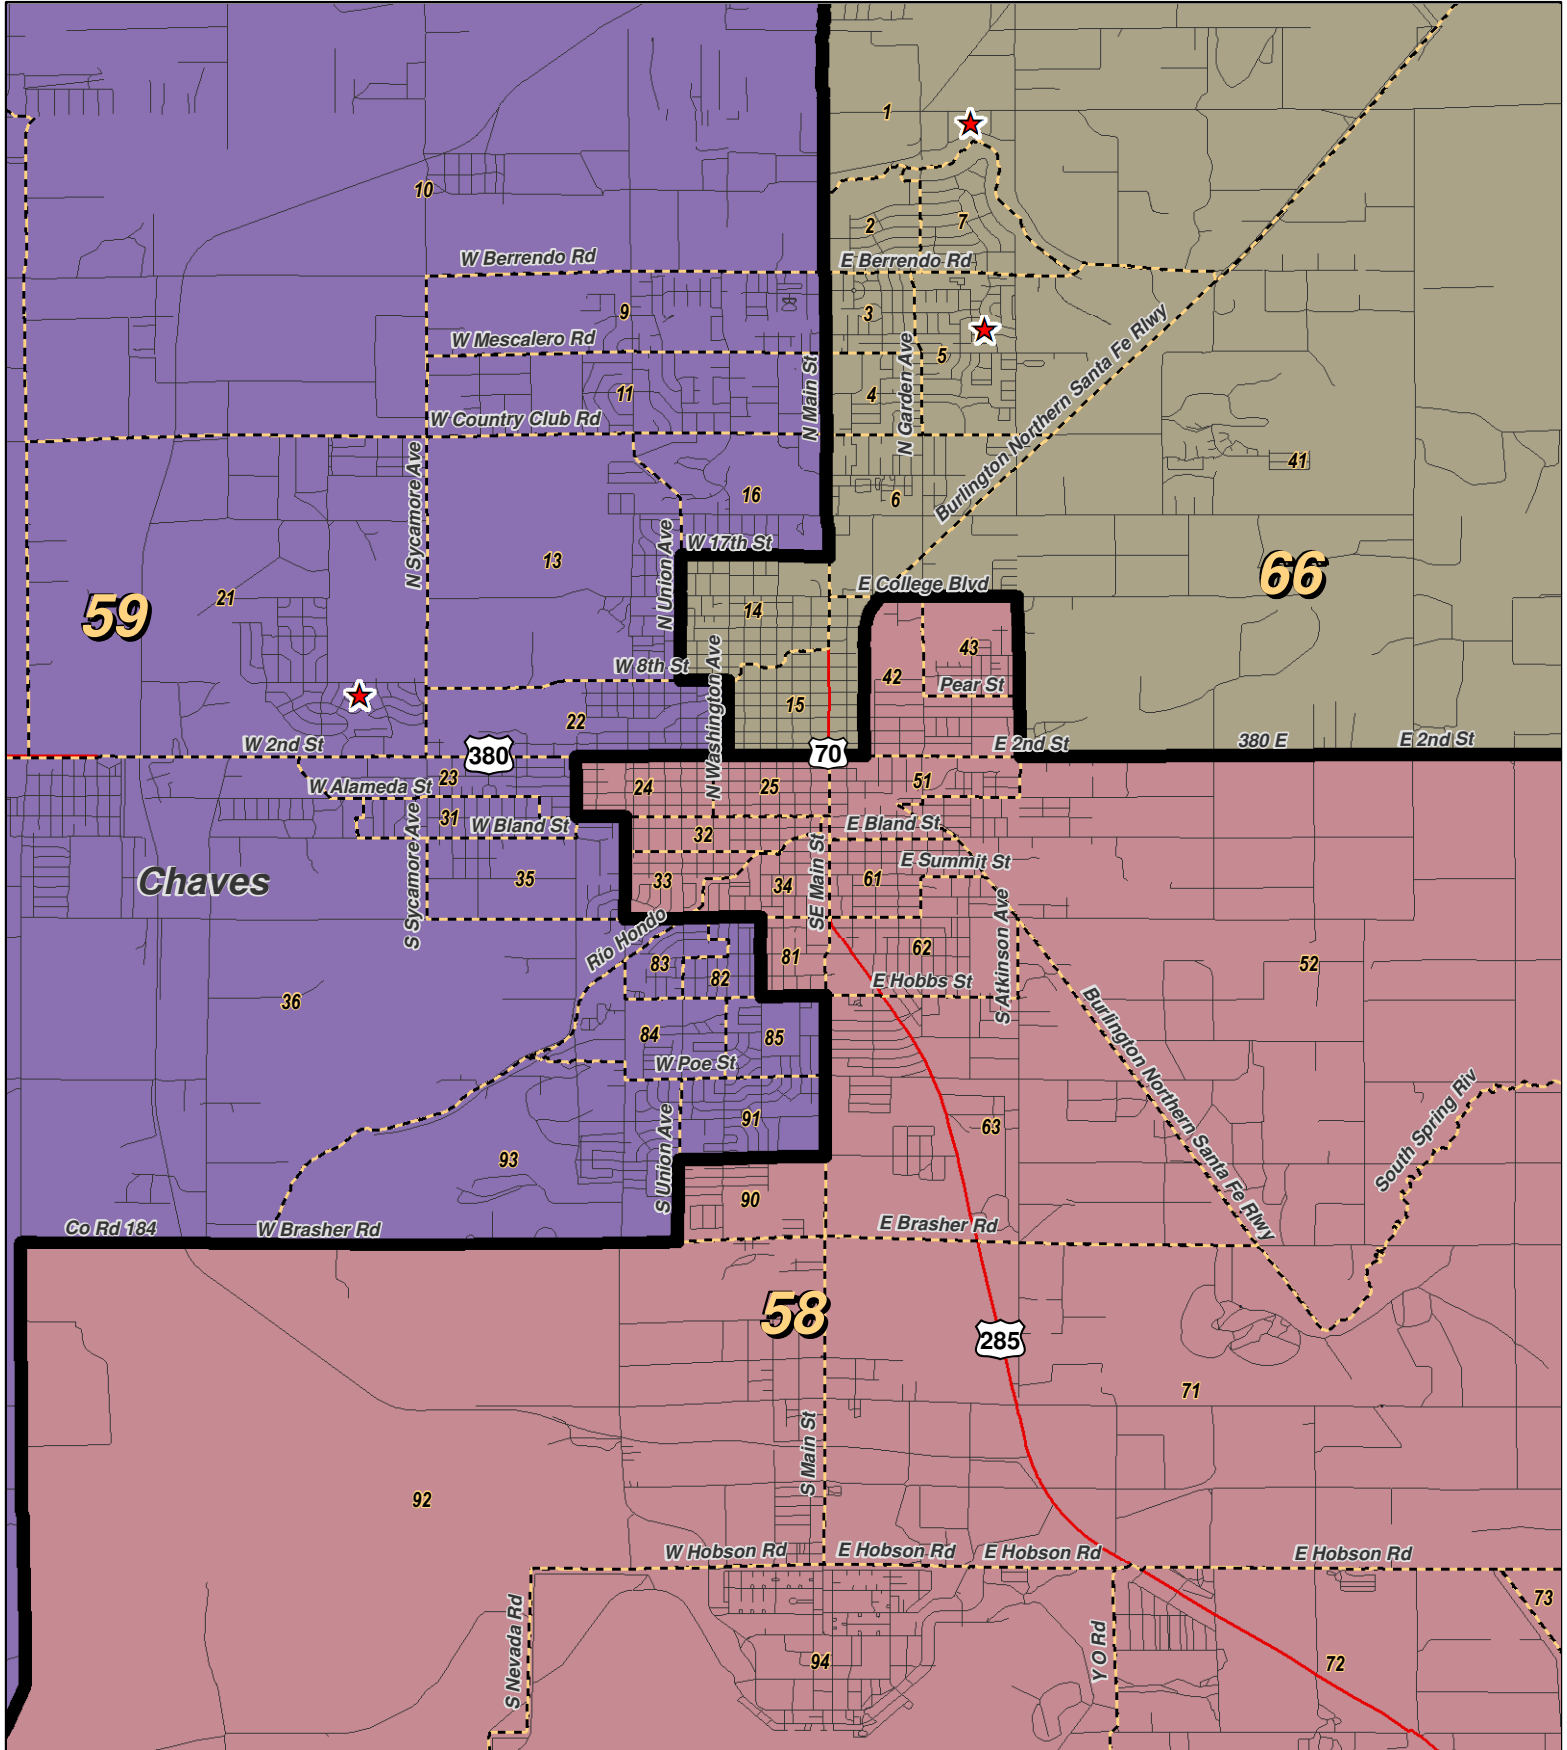 1
10
2
7
W Berrendo Rd
E Berrendo Rd
9
3
W Mescalero Rd
5
11
4
N Main St
N Garden Ave
Burlington Northern Santa Fe Rlwy
W Country Club Rd
41
N Sycamore Ave
16
6
W 17th St
13
N Union Ave
E College Blvd
66
59
21
14
43
W 8th St
42
Pear St
N Washington Ave
15
22
W 2nd St
380
70
E 2nd St
380 E
E 2nd St
W Alameda St
23
24
25
51
31
W Bland St
32
E Bland St
S Sycamore Ave
SE Main St
E Summit St
Chaves
35
33
34
61
S Atkinson Ave
Río Hondo
83
82
81
62
52
E Hobbs St
36
84
85
Burlington Northern Santa Fe Rlwy
W Poe St
91
63
South Spring Riv
S Union Ave
93
90
Co Rd 184
W Brasher Rd
E Brasher Rd
58
285
71
S Main St
92
W Hobson Rd
E Hobson Rd
E Hobson Rd
E Hobson Rd
73
S Nevada Rd
94
Y O Rd
72